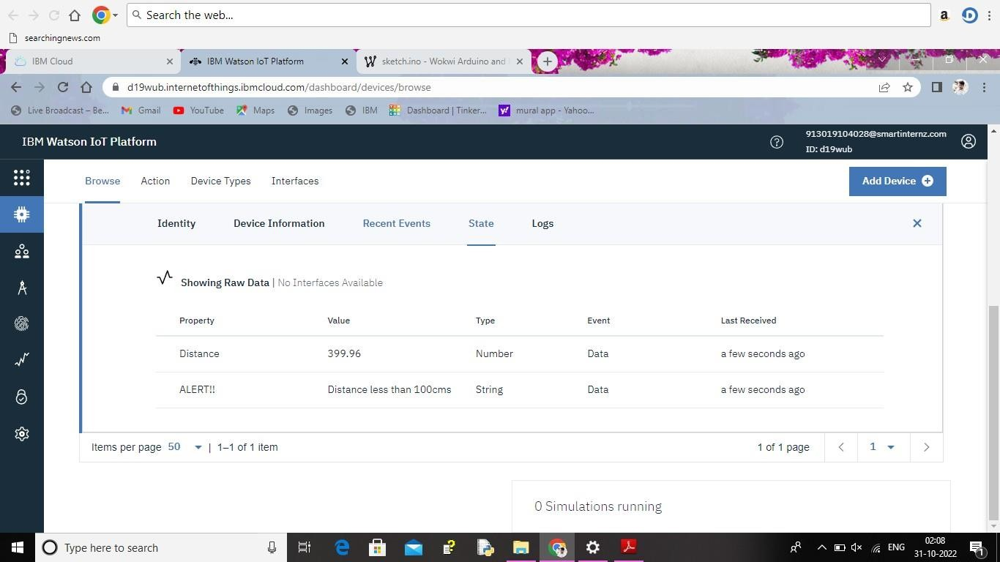 Search the web...
searchingnews.com
IBM Cloud
IBM Watson IoT Platform
sketch.ino - Wokwi Arduino and
d19wub.internetofthings.ibmcloud.com/dashboard/devices/browse
Live Broadcast – Be...
Gmail
YouTube
Maps
Images
IBM
Dashboard | Tinker...
mural app - Yahoo...
IBM Watson IoT Platform
913019104028@smartinternz.com
ID: d19wub
Browse
Action
Device Types
Interfaces
Add Device
Identity
Device Information
Recent Events
State
Logs
Showing Raw Data | No Interfaces Available
Property Value Type Event Last Received
Distance 399.96 Number Data a few seconds ago
ALERT!! Distance less than 100cms String Data a few seconds ago
Items per page 50 | 1–1 of 1 item
1 of 1 page
1
0 Simulations running
Type here to search
ENG
02:08
31-10-2022
1